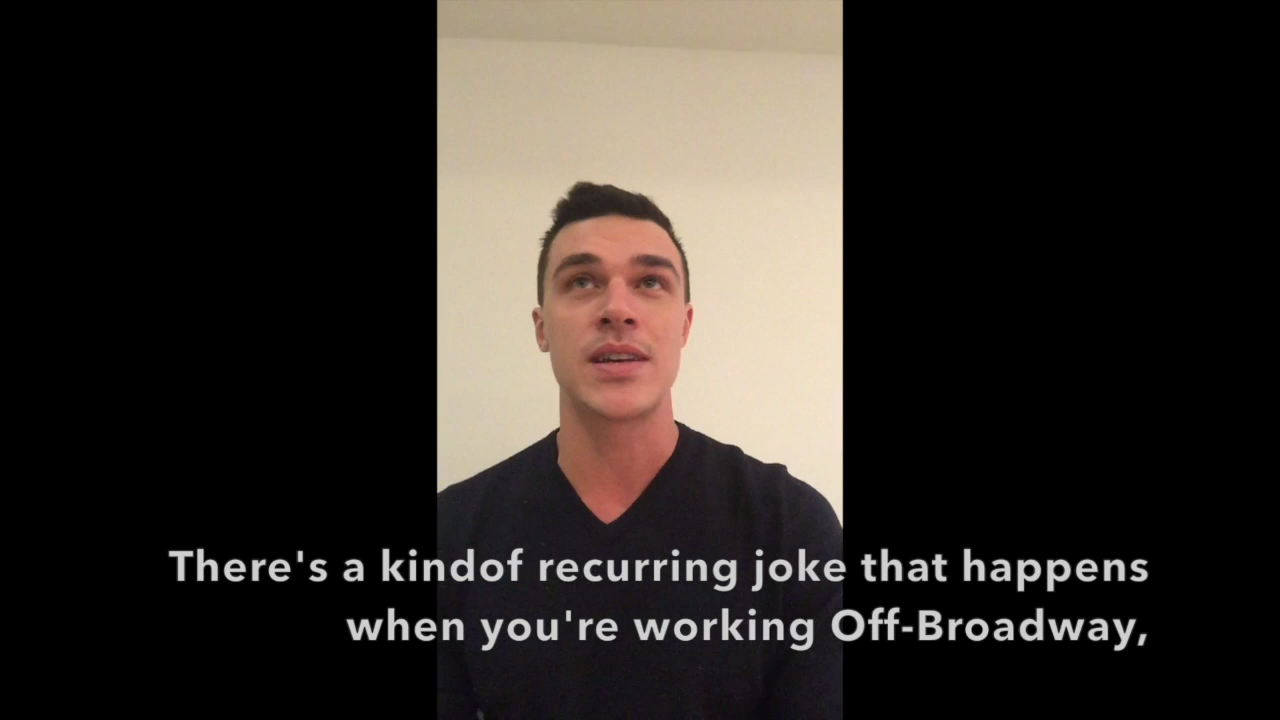 There's a kindof recurring joke that happens
when you're working Off-Broadway,